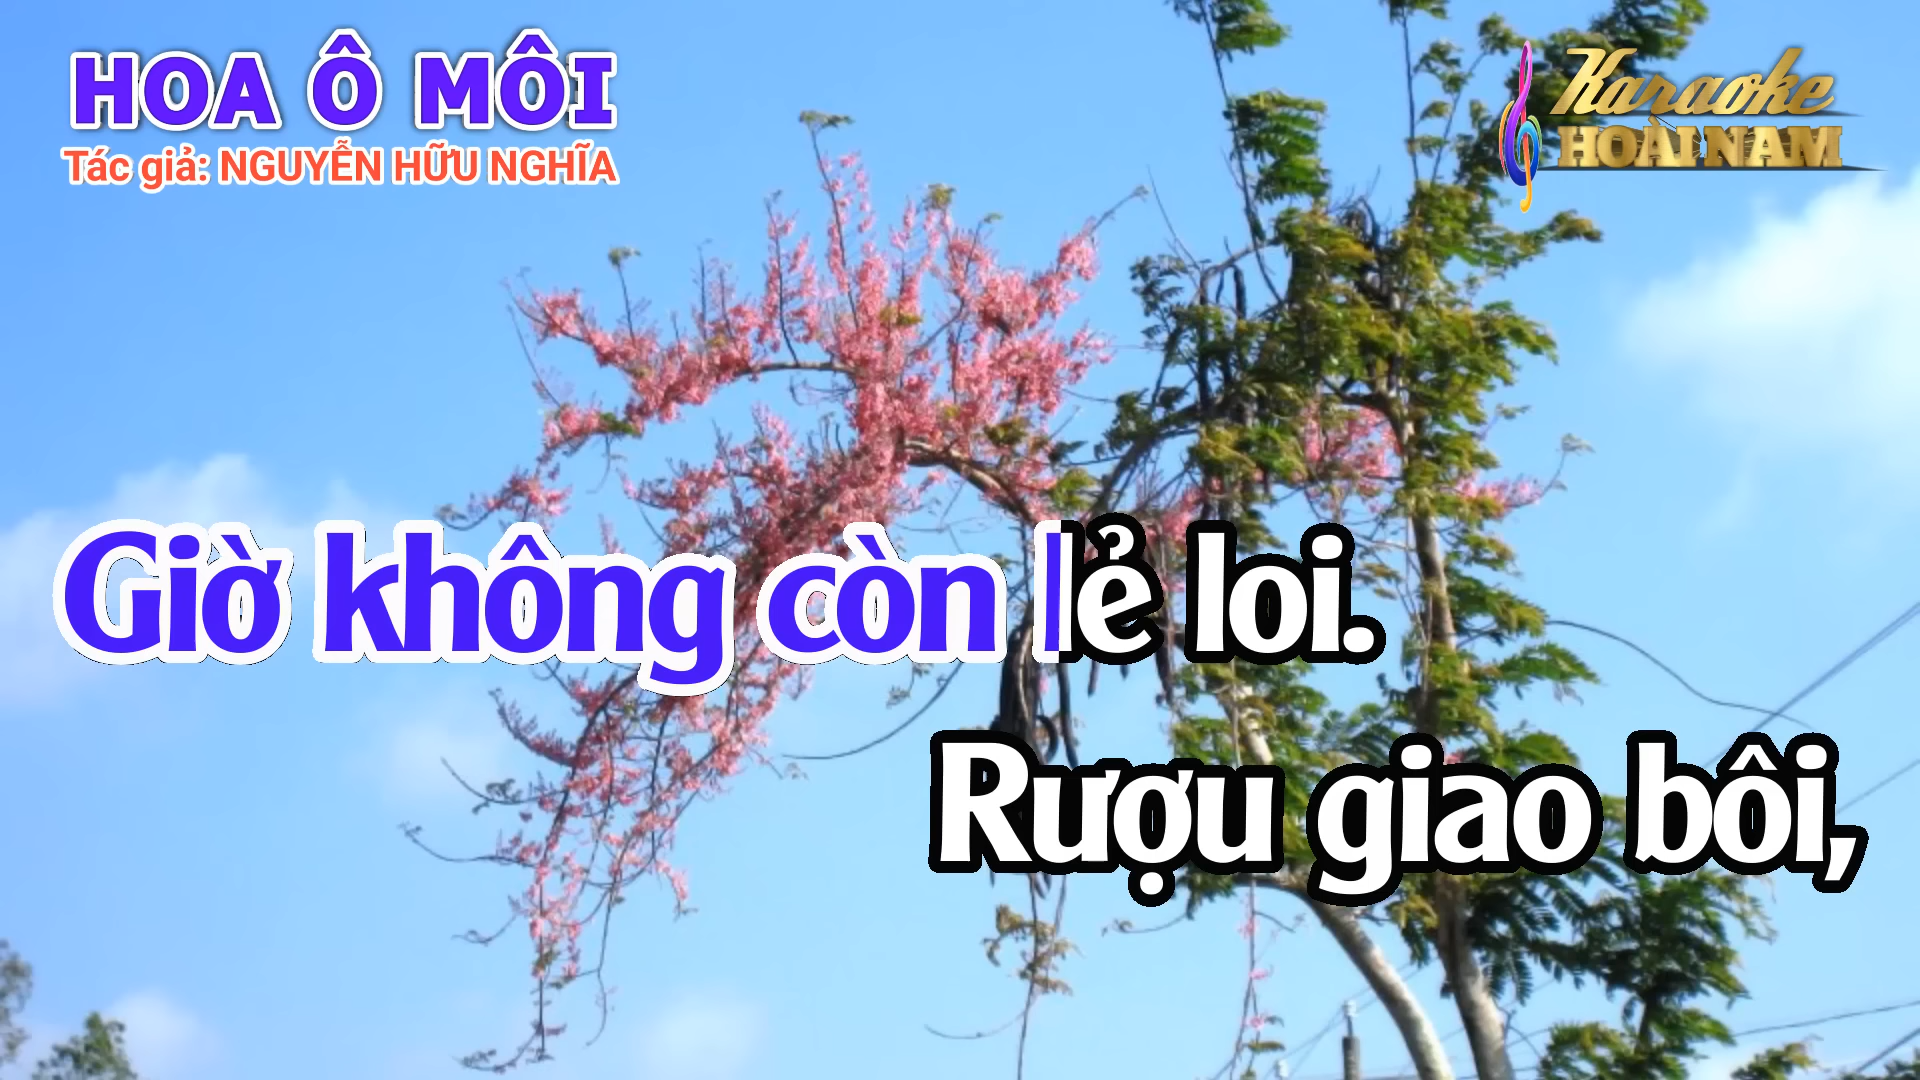 HOA Ô MÔI
Tác giả: NGUYỄN HỮU NGHĨA
Karaoke
HOÀI NAM
Giờ không còn lẻ loi.
Rượu giao bôi,